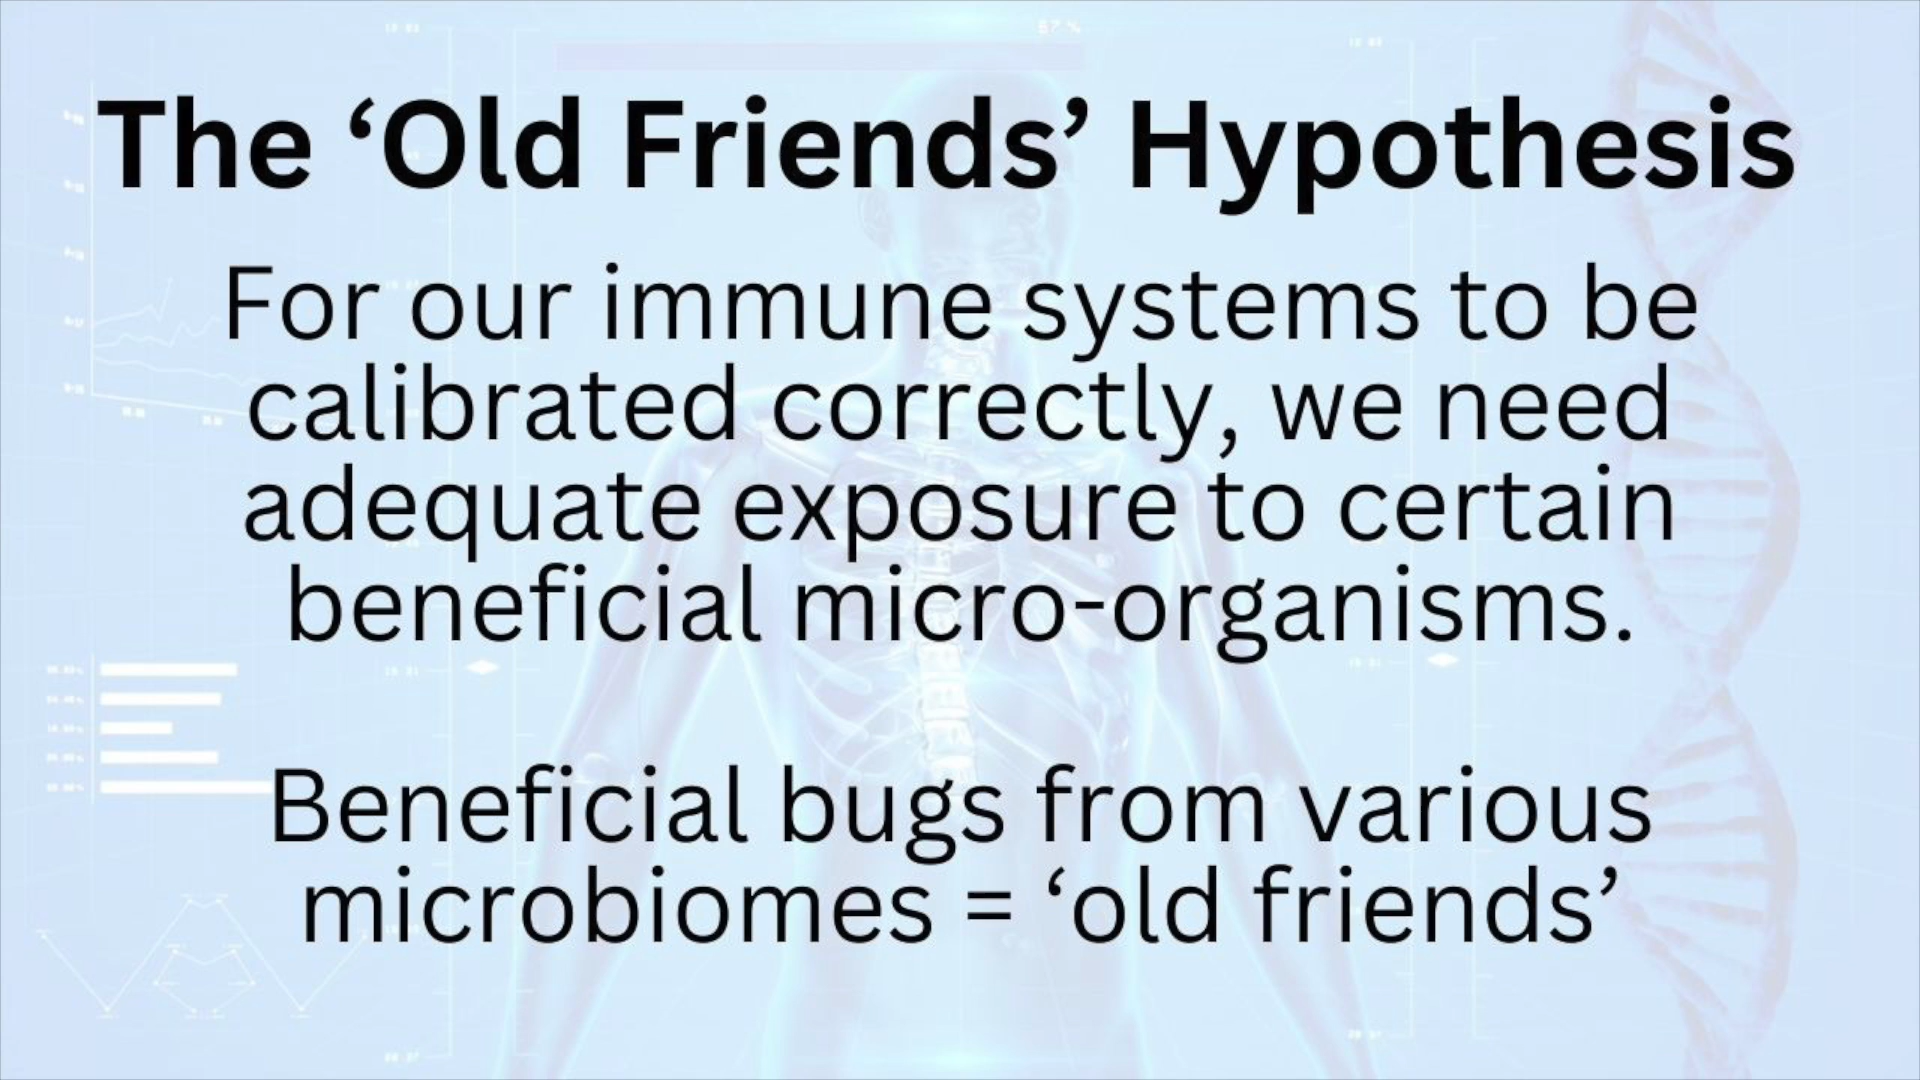 The ‘Old Friends’ Hypothesis
For our immune systems to be
calibrated correctly, we need
adequate exposure to certain
beneficial micro-organisms.
Beneficial bugs from various
microbiomes = ‘old friends’
57 %